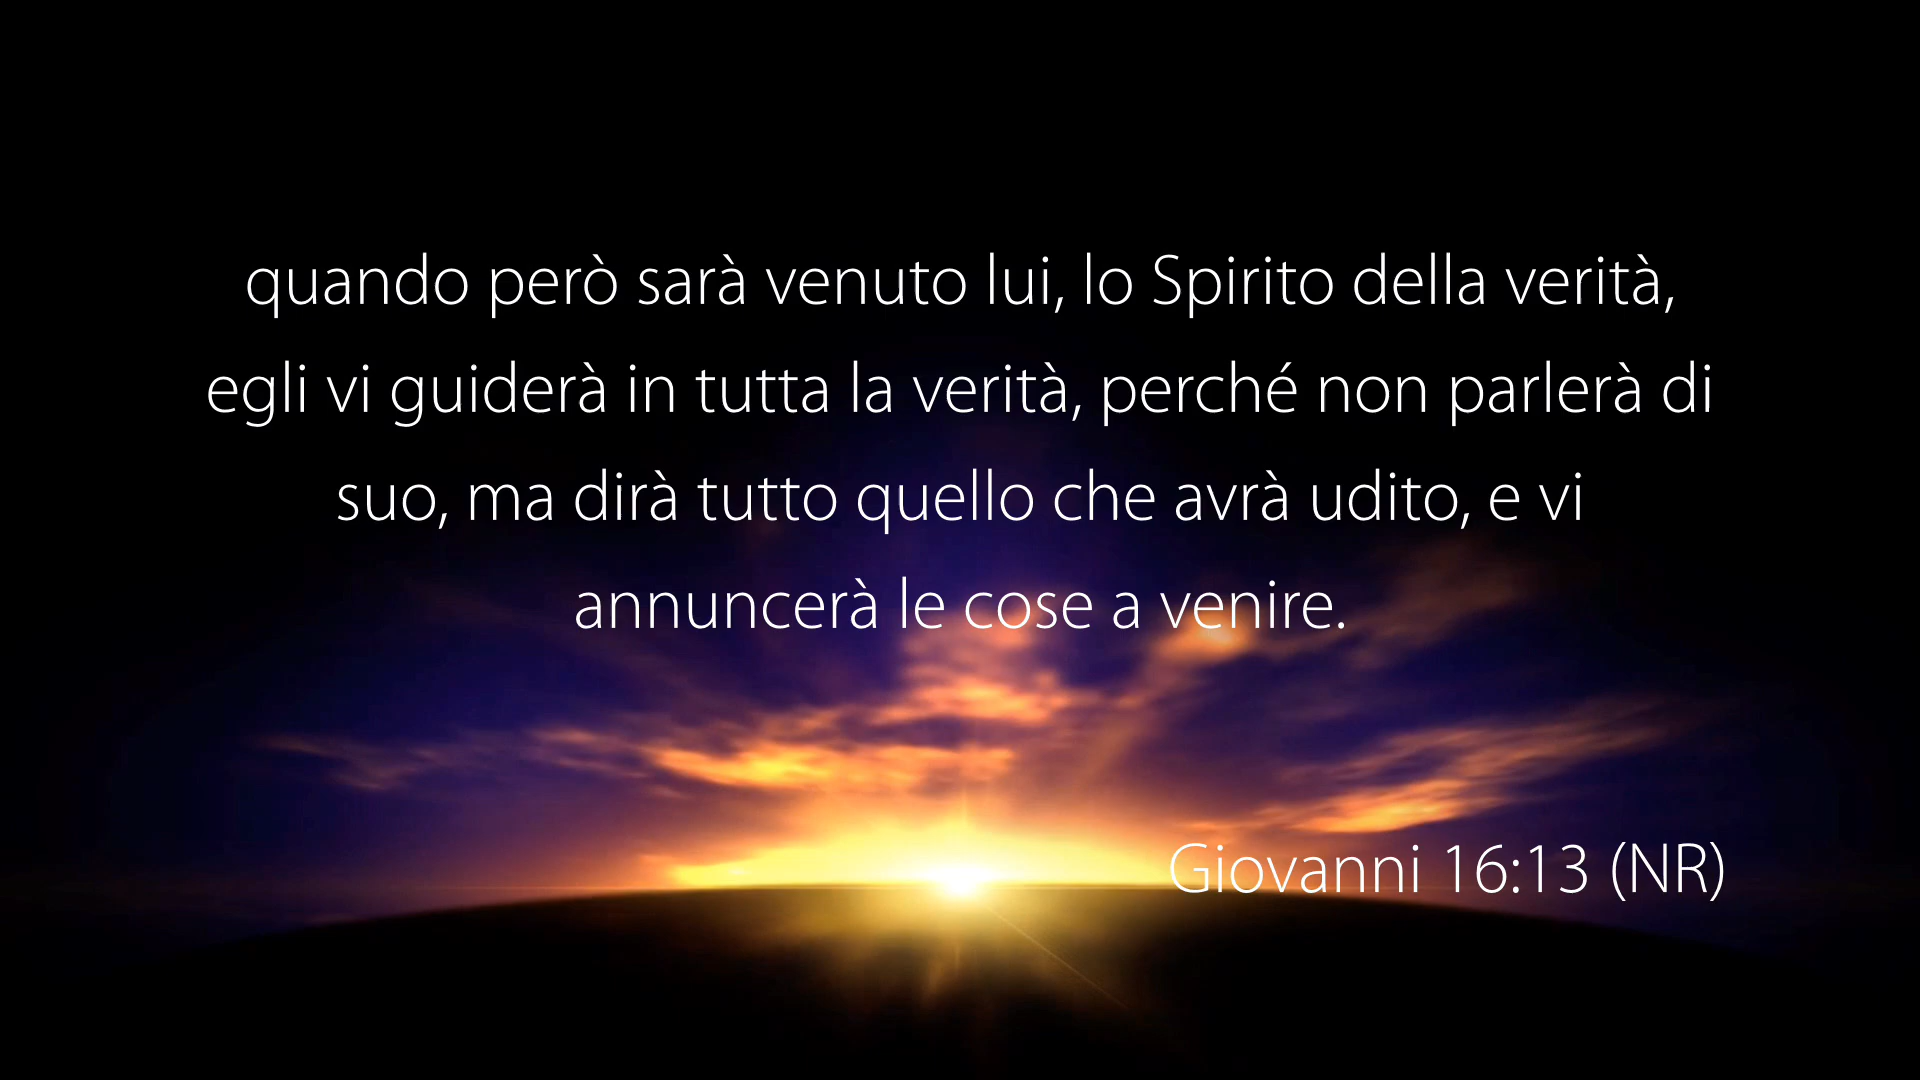 quando però sarà venuto lui, lo Spirito della verità,
egli vi guiderà in tutta la verità, perché non parlerà di
suo, ma dirà tutto quello che avrà udito, e vi
annuncerà le cose a venire.
Giovanni 16:13 (NR)